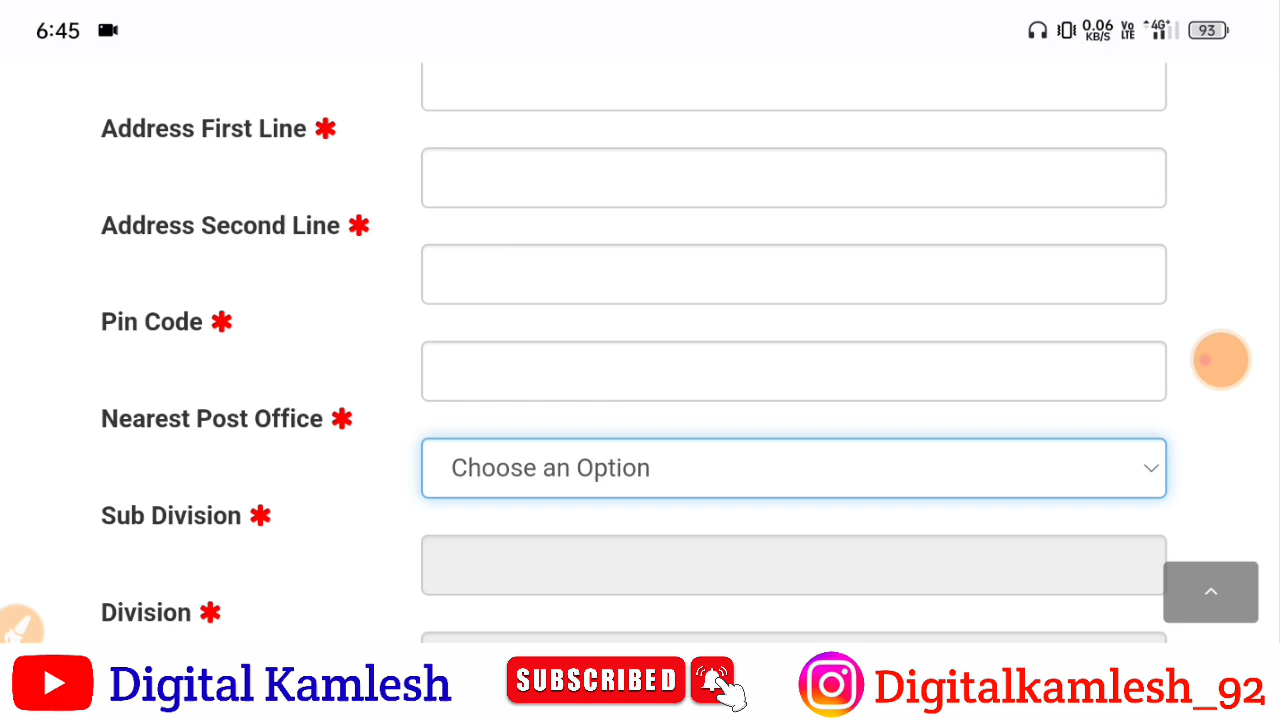 6:45 0.06 KB/S Vo LTE 4G+ 93
Address First Line *
Address Second Line *
Pin Code *
Nearest Post Office *
Choose an Option
Sub Division *
Division *
Digital Kamlesh SUBSCRIBED Digitalkamlesh_92